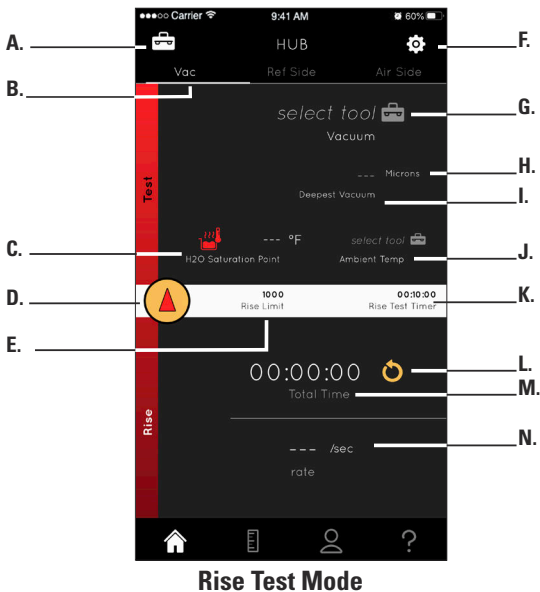 ●●●○○ Carrier 9:41 AM 60%
A. HUB F.
Vac Ref Side Air Side
B.
select tool G.
Vacuum
--- Microns H.
Deepest Vacuum I.
Test
C. --- °F select tool
H2O Saturation Point Ambient Temp J.
D. 1000 00:10:00 K.
Rise Limit Rise Test Timer
E.
00:00:00 L.
Total Time M.
Rise
--- /sec N.
rate
?
Rise Test Mode